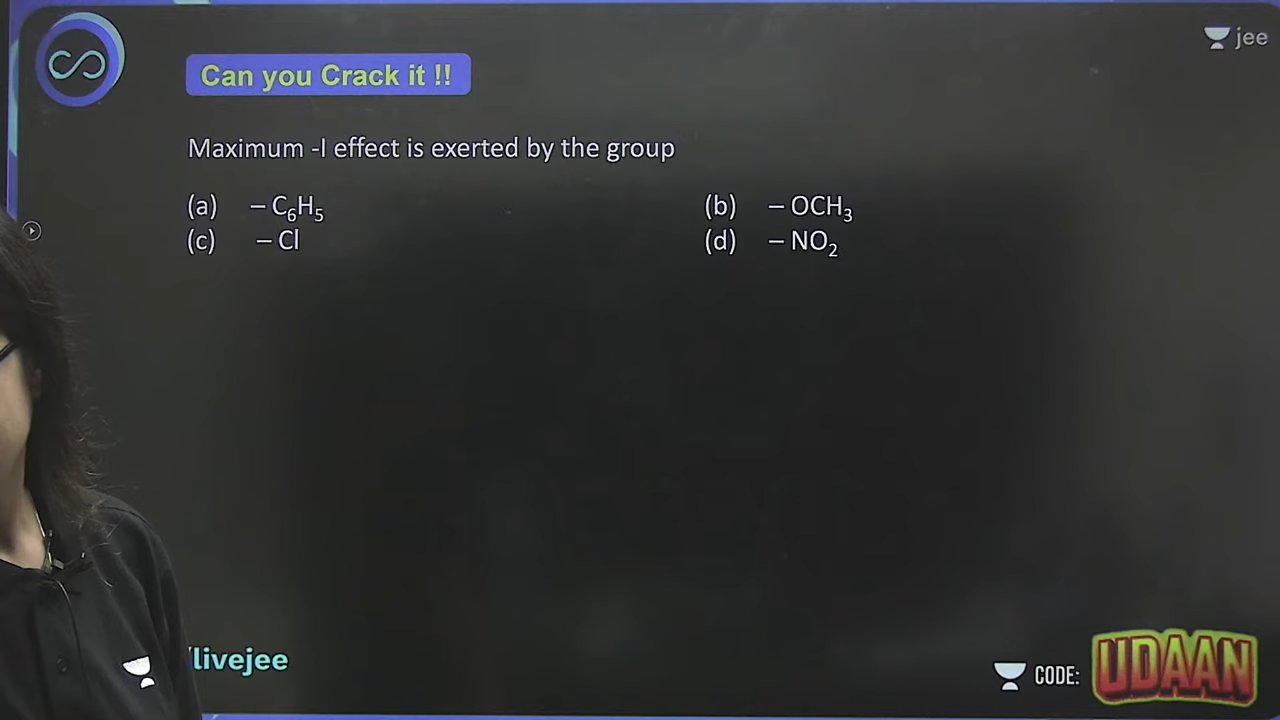 jee
Can you Crack it !!
Maximum -I effect is exerted by the group
(a) – C₆H₅ (b) – OCH₃
(c) – Cl (d) – NO₂
livejee
CODE: UDAAN